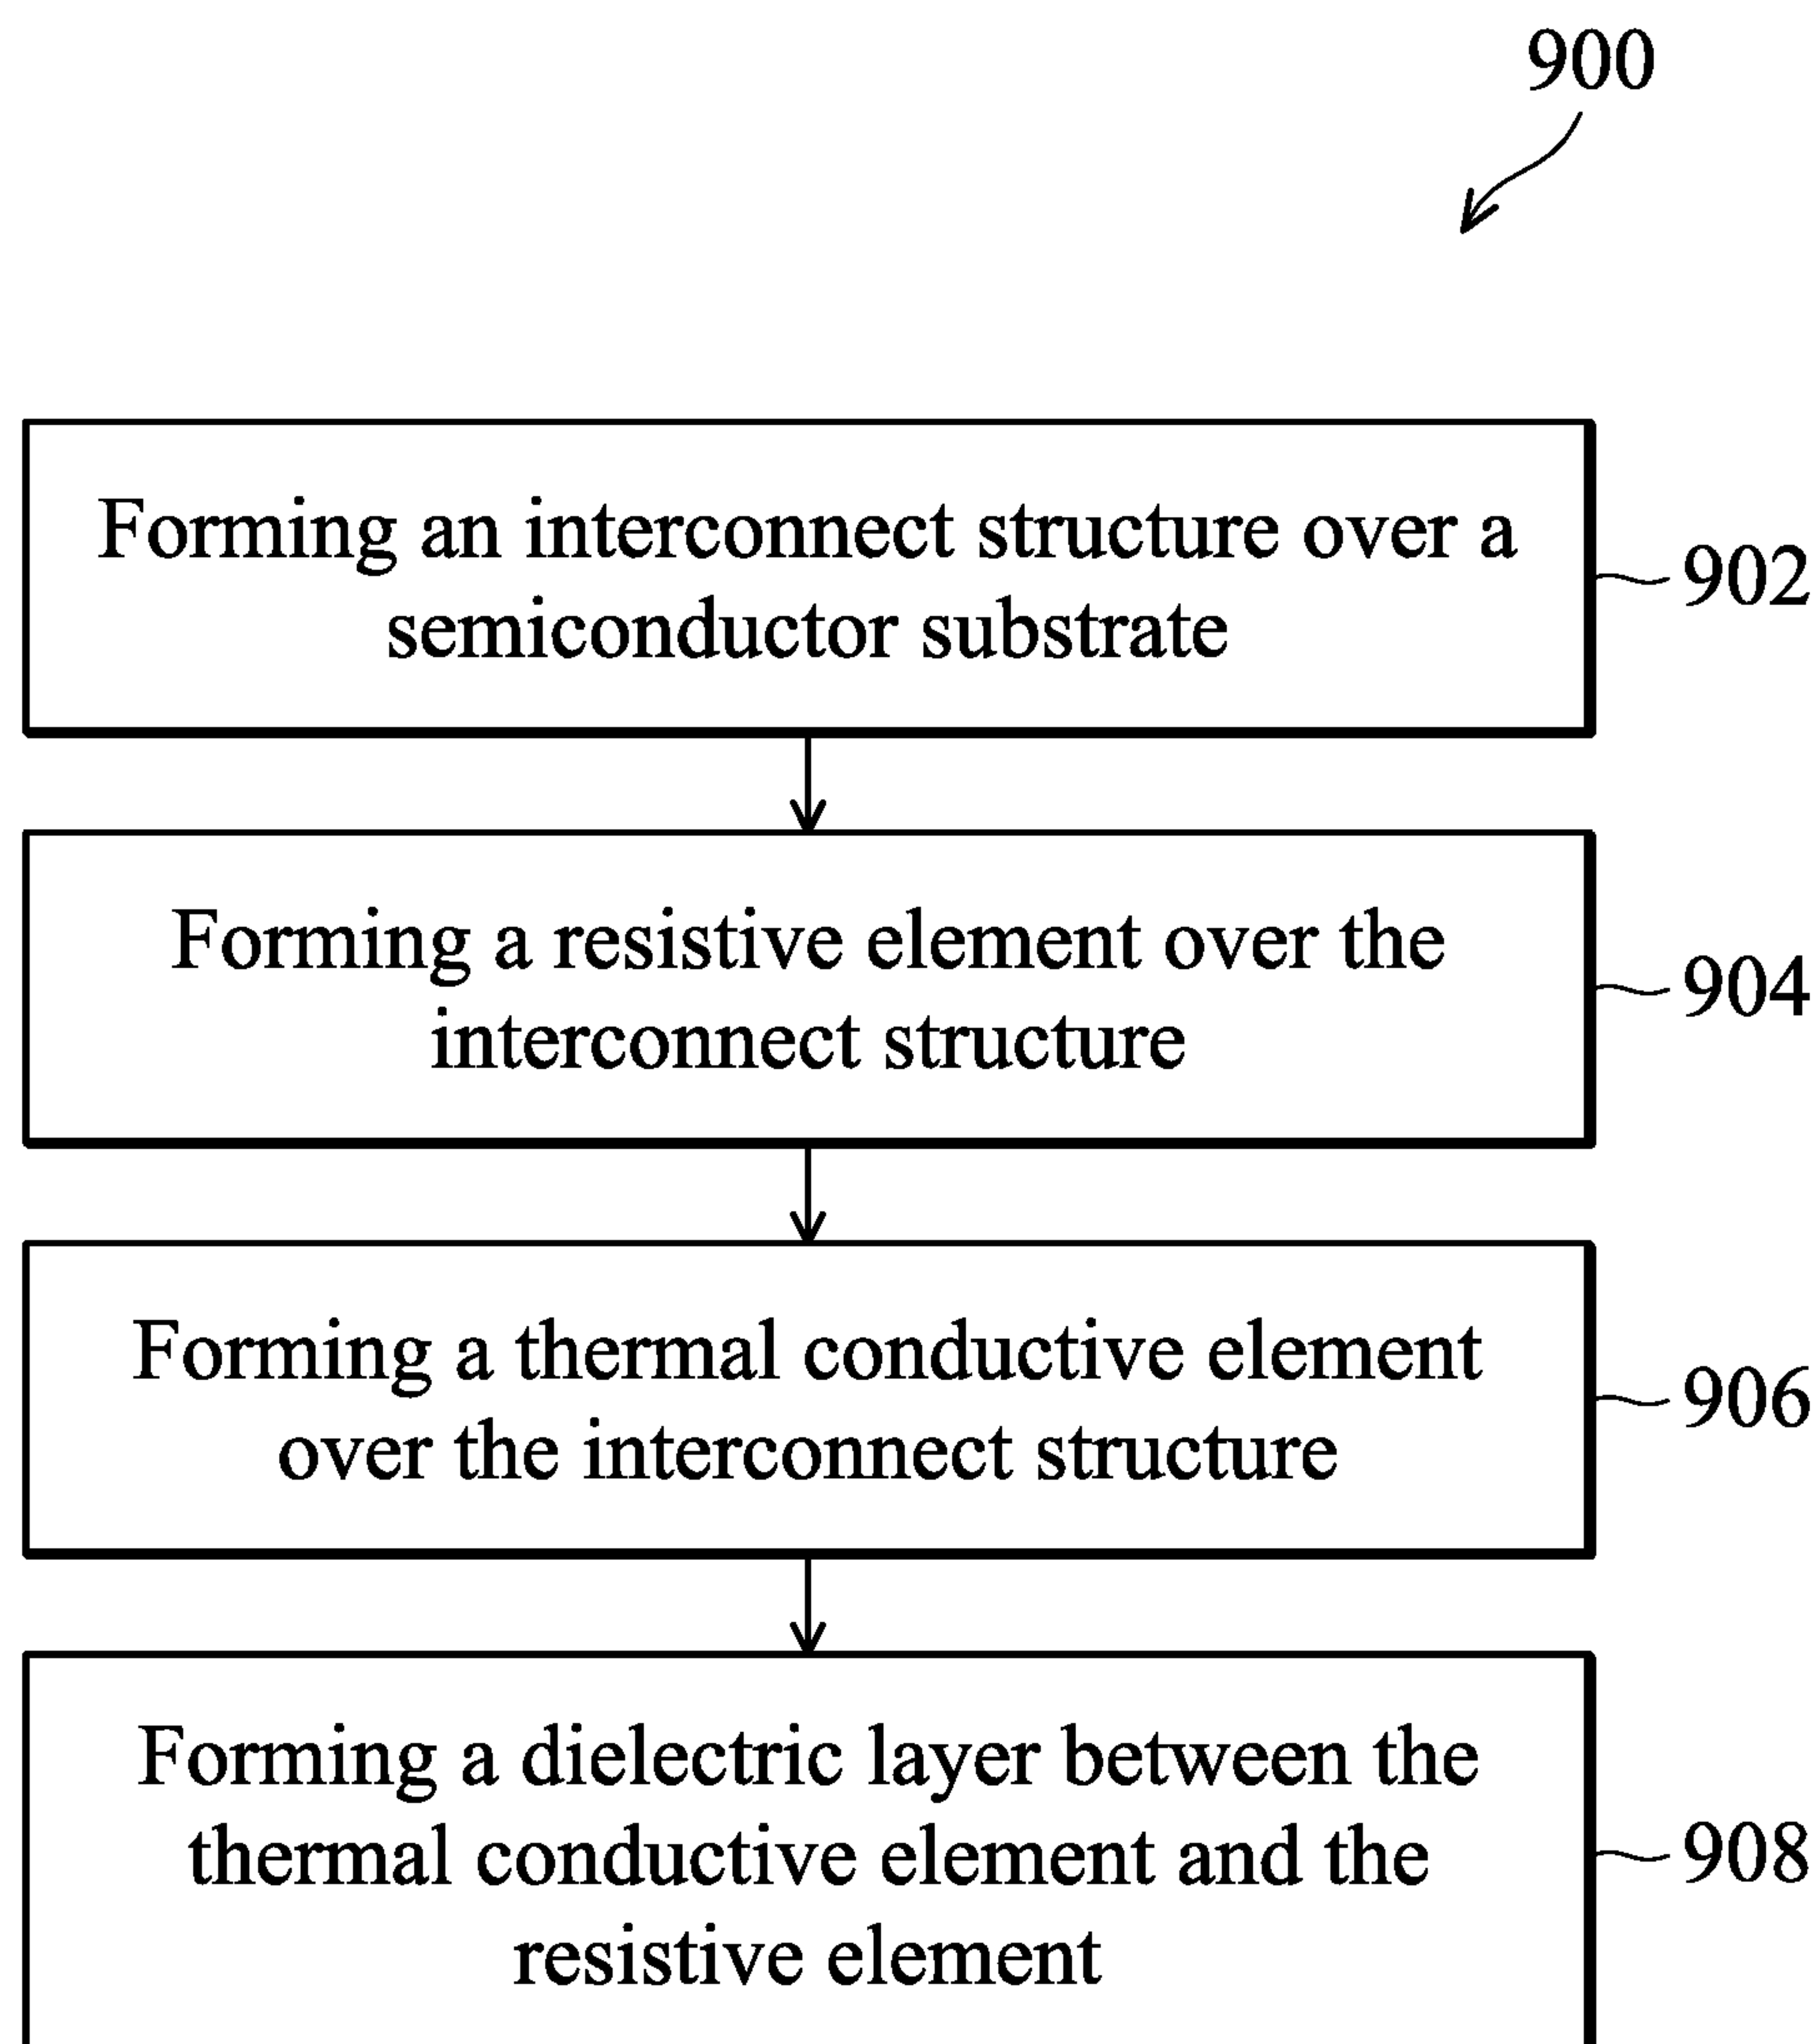 900
Forming an interconnect structure over a
semiconductor substrate
902
Forming a resistive element over the
interconnect structure
904
Forming a thermal conductive element
over the interconnect structure
906
Forming a dielectric layer between the
thermal conductive element and the
resistive element
908